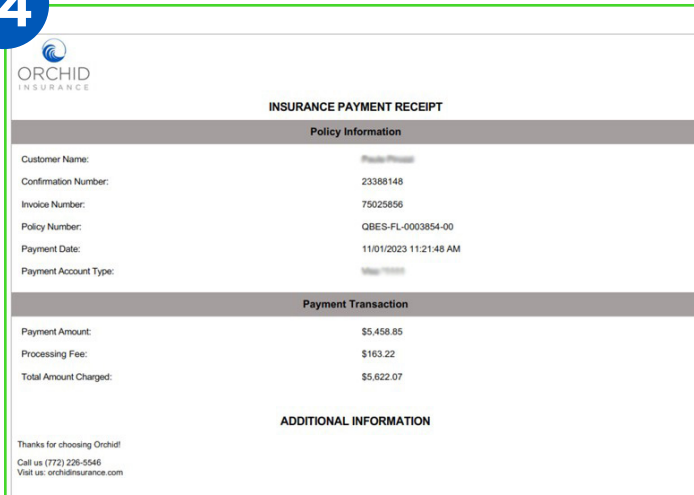 4
ORCHID
INSURANCE
INSURANCE PAYMENT RECEIPT
Policy Information
Customer Name:
Confirmation Number: 23388148
Invoice Number: 75025856
Policy Number: QBES-FL-0003854-00
Payment Date: 11/01/2023 11:21:48 AM
Payment Account Type:
Payment Transaction
Payment Amount: $5,458.85
Processing Fee: $163.22
Total Amount Charged: $5,622.07
ADDITIONAL INFORMATION
Thanks for choosing Orchid!
Call us (772) 226-5546
Visit us: orchidinsurance.com